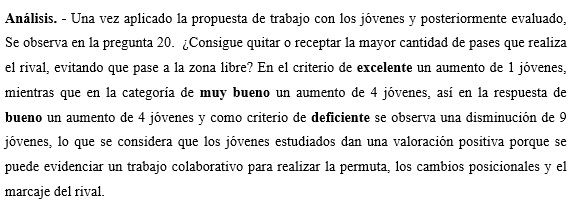 Análisis. - Una vez aplicado la propuesta de trabajo con los jóvenes y posteriormente evaluado,
Se observa en la pregunta 20. ¿Consigue quitar o receptar la mayor cantidad de pases que realiza
el rival, evitando que pase a la zona libre? En el criterio de excelente un aumento de 1 jóvenes,
mientras que en la categoría de muy bueno un aumento de 4 jóvenes, así en la respuesta de
bueno un aumento de 4 jóvenes y como criterio de deficiente se observa una disminución de 9
jóvenes, lo que se considera que los jóvenes estudiados dan una valoración positiva porque se
puede evidenciar un trabajo colaborativo para realizar la permuta, los cambios posicionales y el
marcaje del rival.